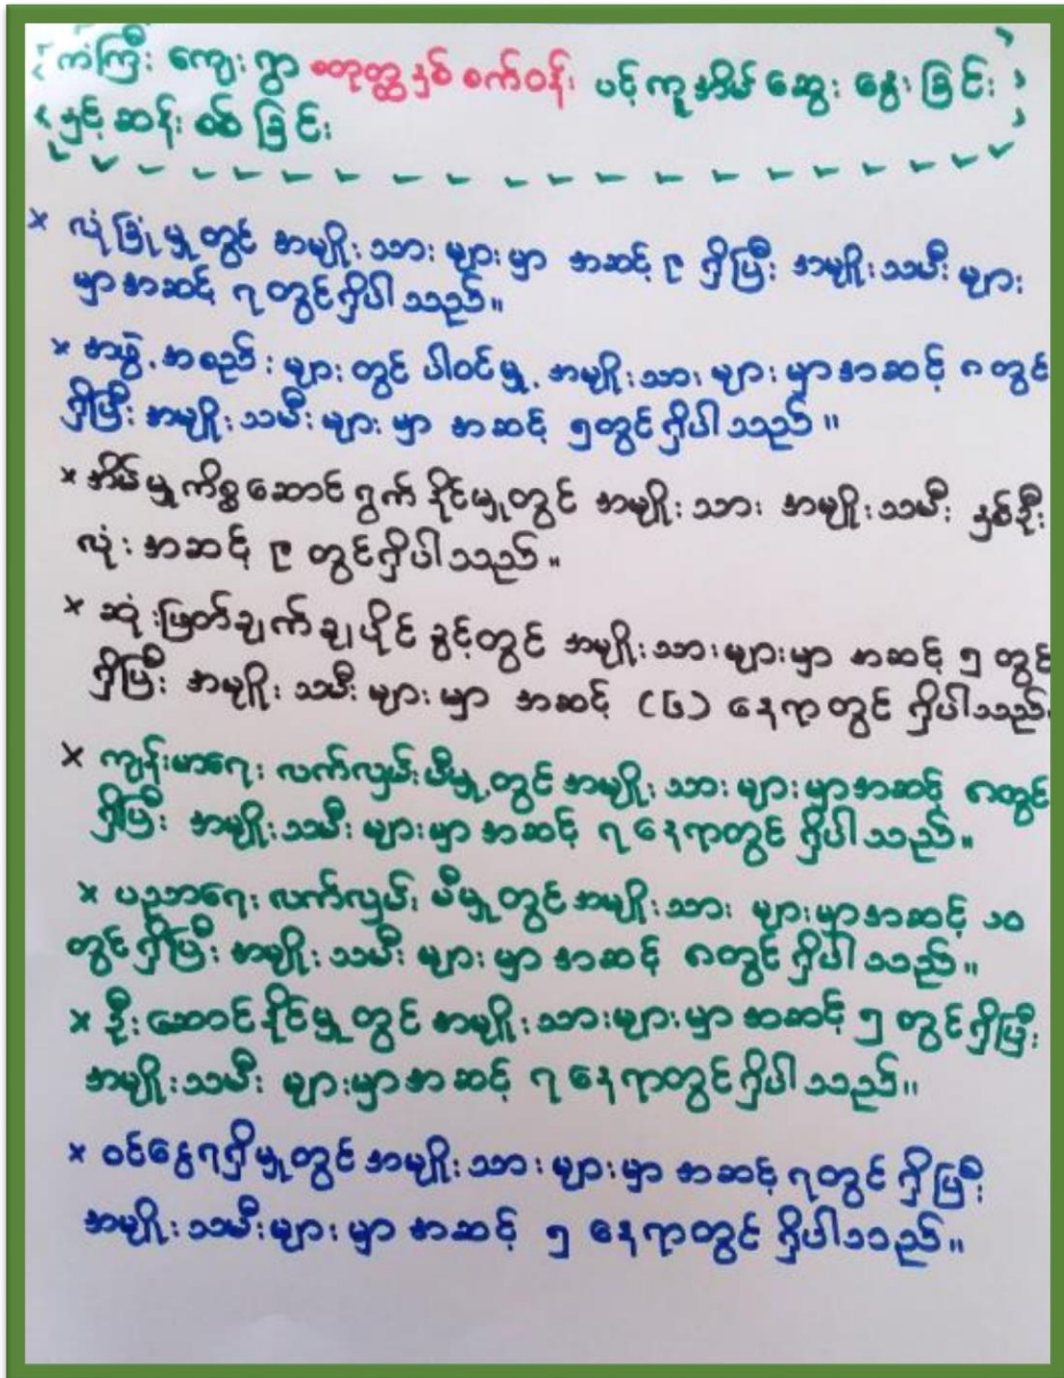 ကံကြီး ကျေးရွာ စတုတ္ထနှစ်စက်ဝန်း ပင့်ကူအိမ်ဆွေးနွေးခြင်း
နှင့်ဆန်းစစ်ခြင်း
× လုံခြုံမှုတွင် အမျိုးသားများမှာ အဆင့် ၉ ရှိပြီး အမျိုးသမီးများ
မှာအဆင့် ၇တွင်ရှိပါသည်။
× အဖွဲ့အစည်းများတွင် ပါဝင်မှု့ အမျိုးသားများမှာအဆင့် ၈တွင်
ရှိပြီး အမျိုးသမီးများမှာ အဆင့် ၅တွင်ရှိပါသည်။
× အိမ်မှုကိစ္စဆောင်ရွက်နိုင်မှုတွင် အမျိုးသား အမျိုးသမီး နှစ်ဦး
လုံး အဆင့် ၉ တွင်ရှိပါသည်။
× ဆုံးဖြတ်ချက်ချပိုင်ခွင့်တွင် အမျိုးသားများမှာ အဆင့် ၅ တွင်
ရှိပြီး အမျိုးသမီးများမှာ အဆင့် (၆) နေရာတွင် ရှိပါသည်
× ကျန်းမာရေး လက်လှမ်းမီမှု့တွင်အမျိုးသားများမှာအဆင့် ၈တွင်
ရှိပြီး အမျိုးသမီးများမှာအဆင့် ၇နေရာတွင် ရှိပါသည်။
× ပညာရေး လက်လှမ်း မီမှုတွင်အမျိုးသား များမှာအဆင့် ၁၀
တွင်ရှိပြီး အမျိုးသမီး များမှာအဆင့် ၈တွင်ရှိပါသည်။
× ဦးဆောင်နိုင်မှုတွင် အမျိုးသားများမှာ အဆင့် ၅ တွင်ရှိပြီး
အမျိုးသမီး များမှာအဆင့် ၇နေရာတွင်ရှိပါသည်။
× ဝင်ငွေရရှိမှုတွင်အမျိုးသားများမှာ အဆင့် ၇တွင် ရှိပြီး
အမျိုးသမီးများမှာအဆင့် ၅ နေရာတွင် ရှိပါသည်။